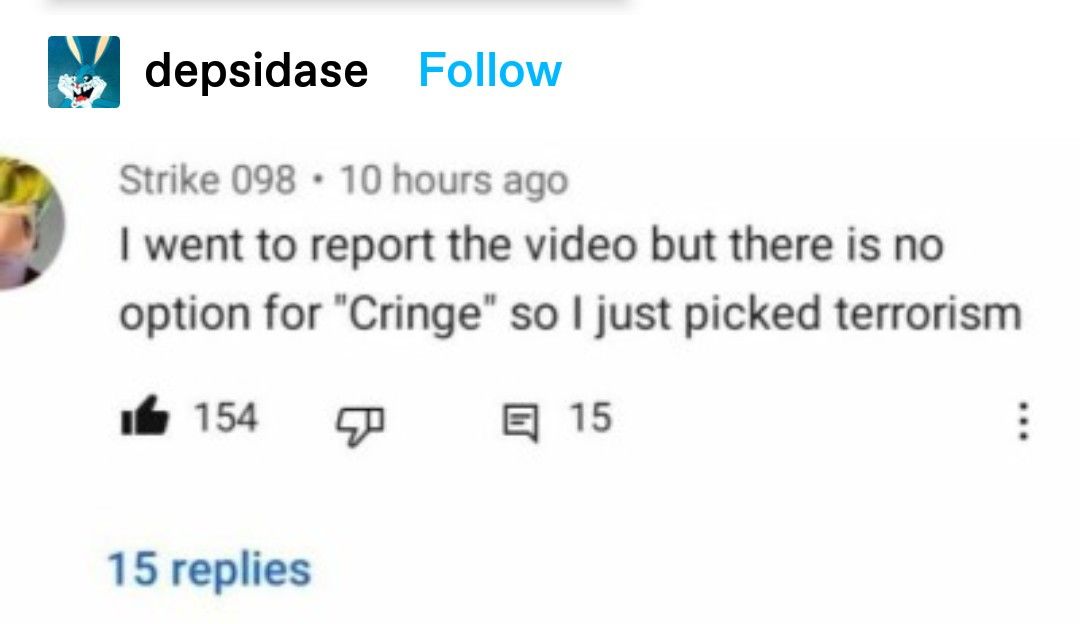 depsidase Follow
Strike 098 • 10 hours ago
I went to report the video but there is no
option for "Cringe" so I just picked terrorism
154 15
15 replies